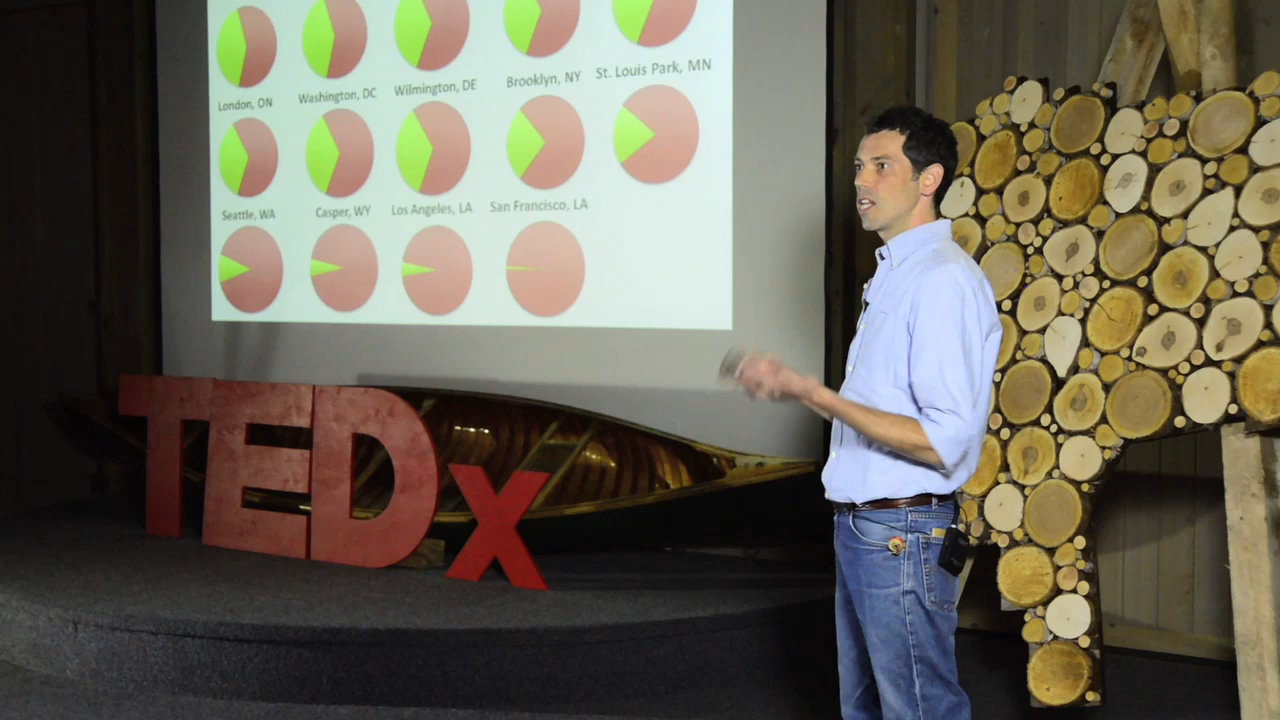 London, ON
Washington, DC
Wilmington, DE
Brooklyn, NY
St. Louis Park, MN
Seattle, WA
Casper, WY
Los Angeles, LA
San Francisco, LA
TEDx